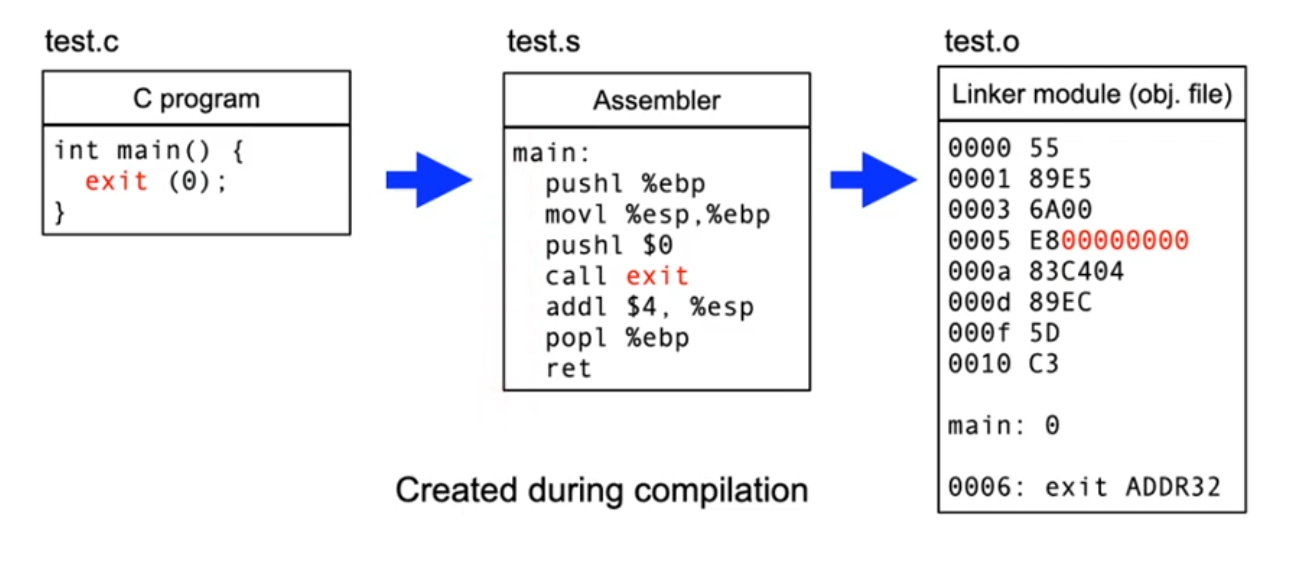 test.c
C program
int main() {
  exit (0);
}
test.s
Assembler
main:
  pushl %ebp
  movl %esp,%ebp
  pushl $0
  call exit
  addl $4, %esp
  popl %ebp
  ret
test.o
Linker module (obj. file)
0000 55
0001 89E5
0003 6A00
0005 E800000000
000a 83C404
000d 89EC
000f 5D
0010 C3
main: 0
0006: exit ADDR32
Created during compilation